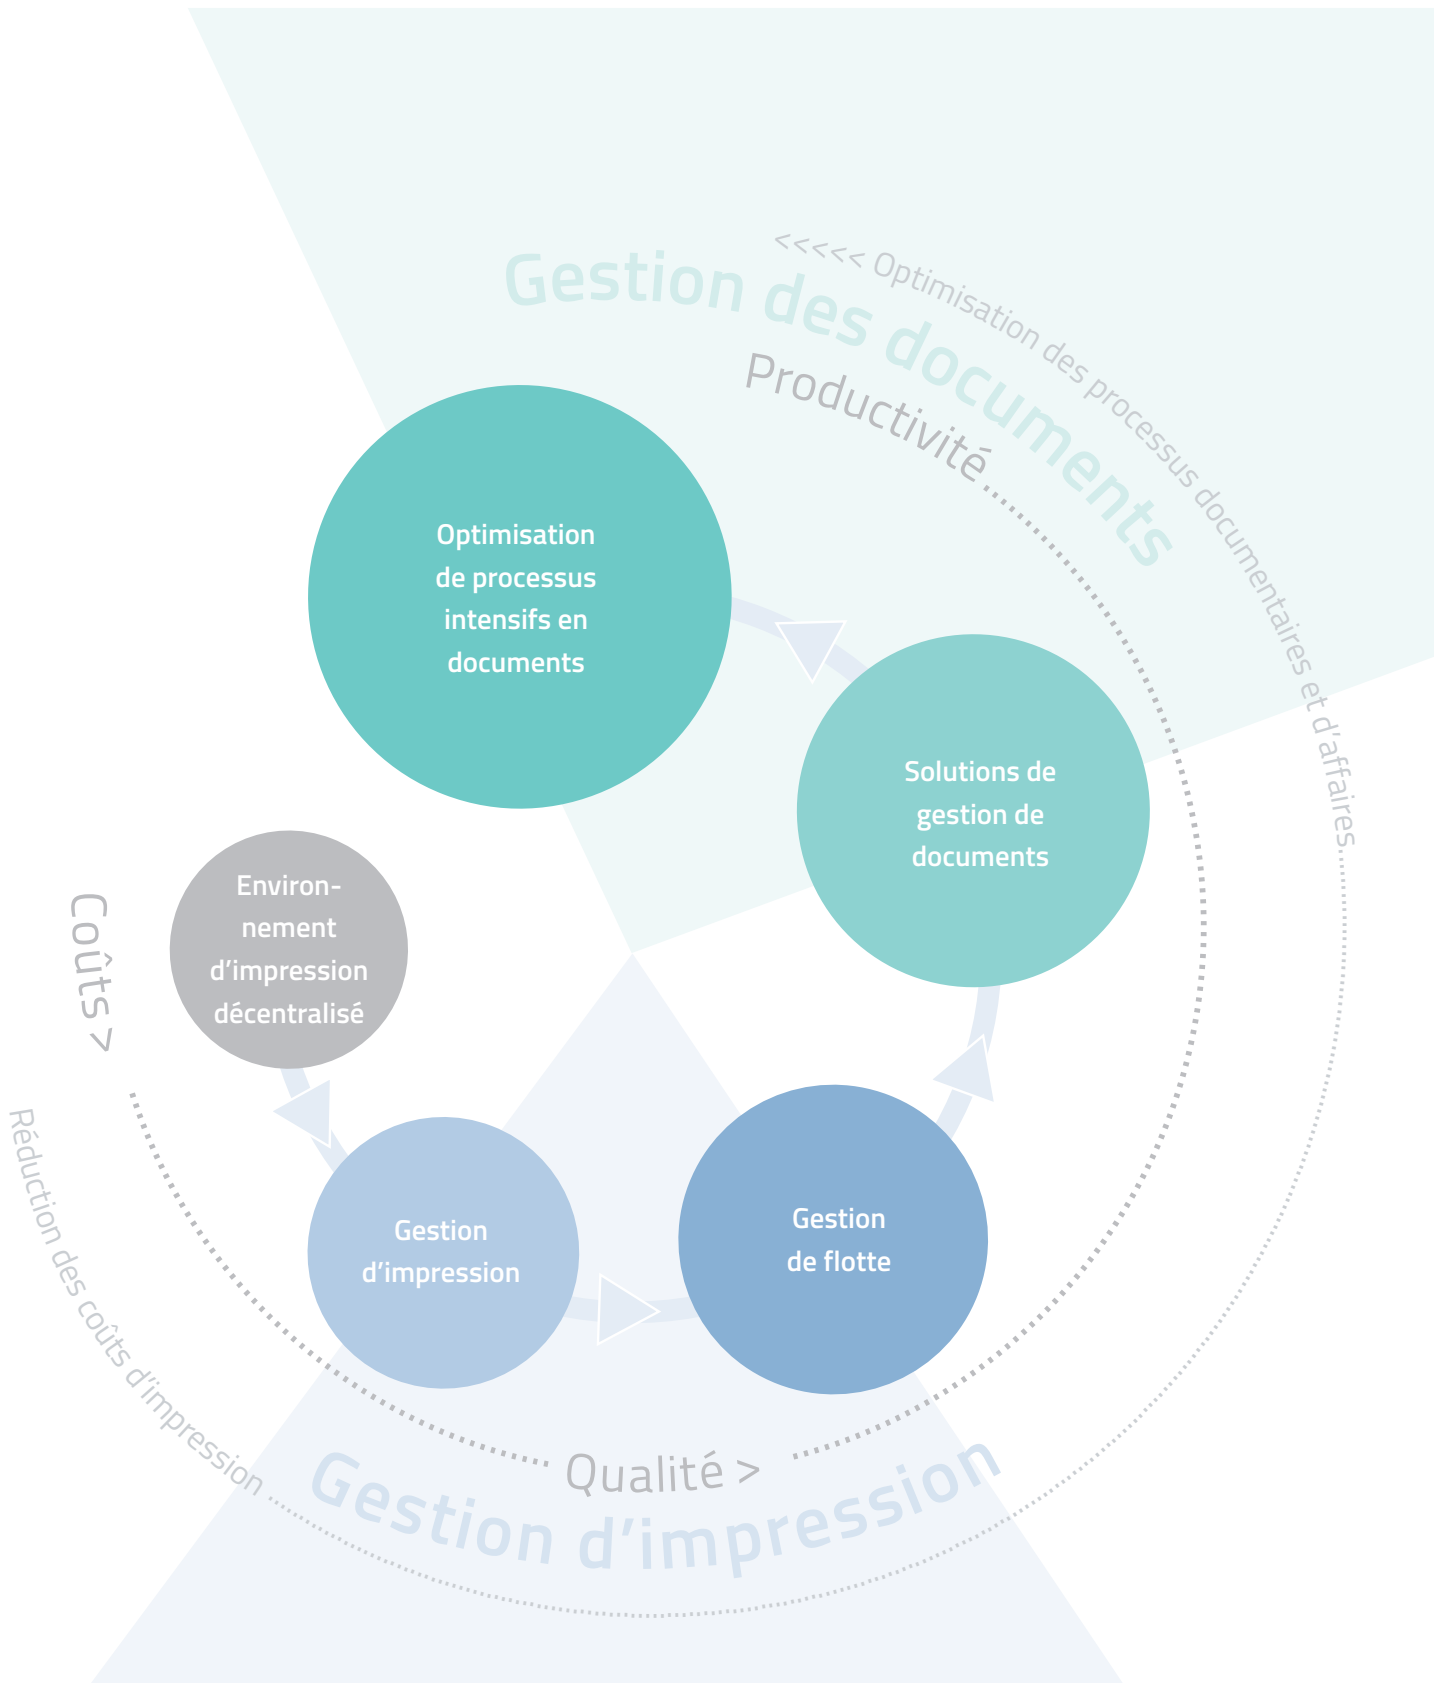 <<<<< Optimisation des processus documentaires et d’affaires
Gestion des documents
Productivité
Optimisation
de processus
intensifs en
documents
Solutions de
gestion de
documents
Environ-
nement
d’impression
décentralisé
Coûts >
Réduction des coûts d’impression
Gestion
d’impression
Gestion
de flotte
Qualité >
Gestion d’impression